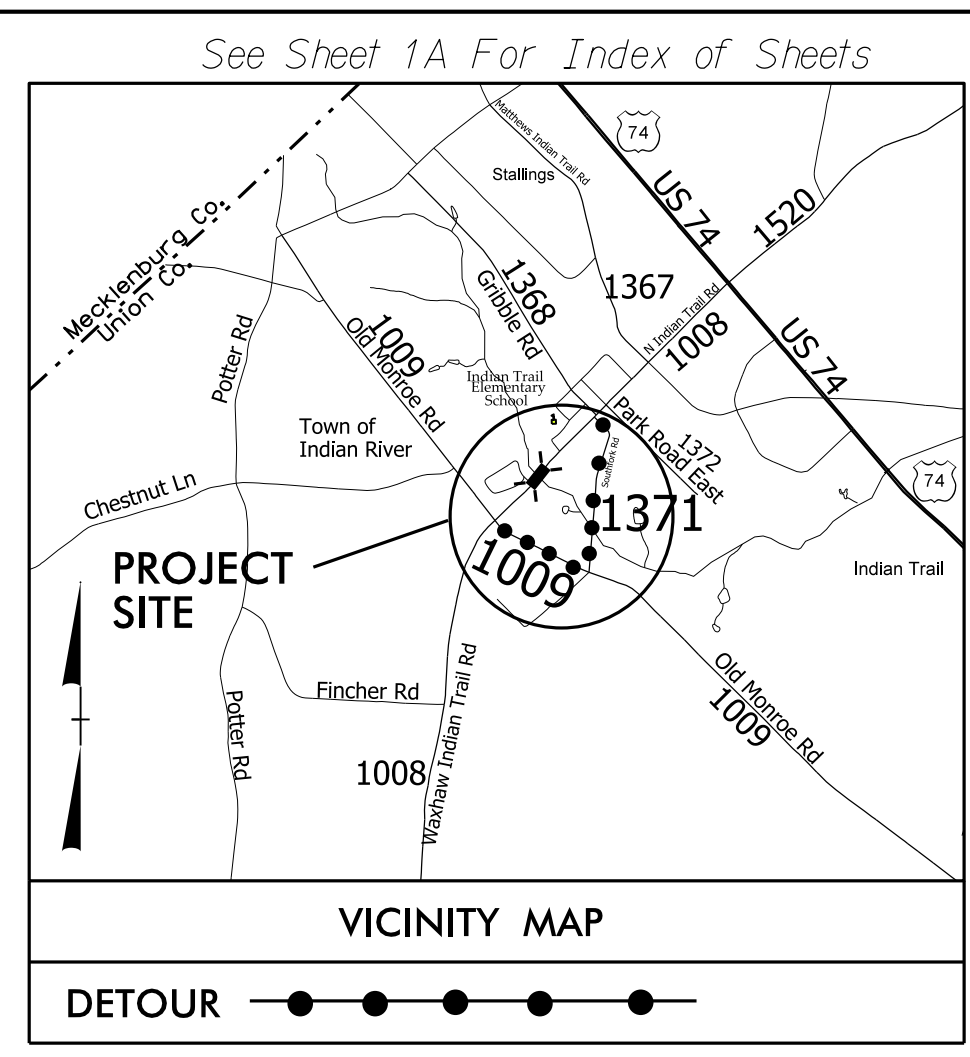 See Sheet 1A For Index of Sheets
74
Matthews Indian Trail Rd
Stallings
US 74
1520
Mecklenburg Co.
Union Co.
1368
Gribble Rd
1367
N Indian Trail Rd
1008
US 74
Potter Rd
1009
Old Monroe Rd
Indian Trail
Elementary
School
Town of
Indian River
Park Road East
1372
Southfork Rd
74
Chestnut Ln
1371
PROJECT
SITE
1009
Indian Trail
Fincher Rd
Potter Rd
Waxhaw Indian Trail Rd
Old Monroe Rd
1009
1008
VICINITY MAP
DETOUR